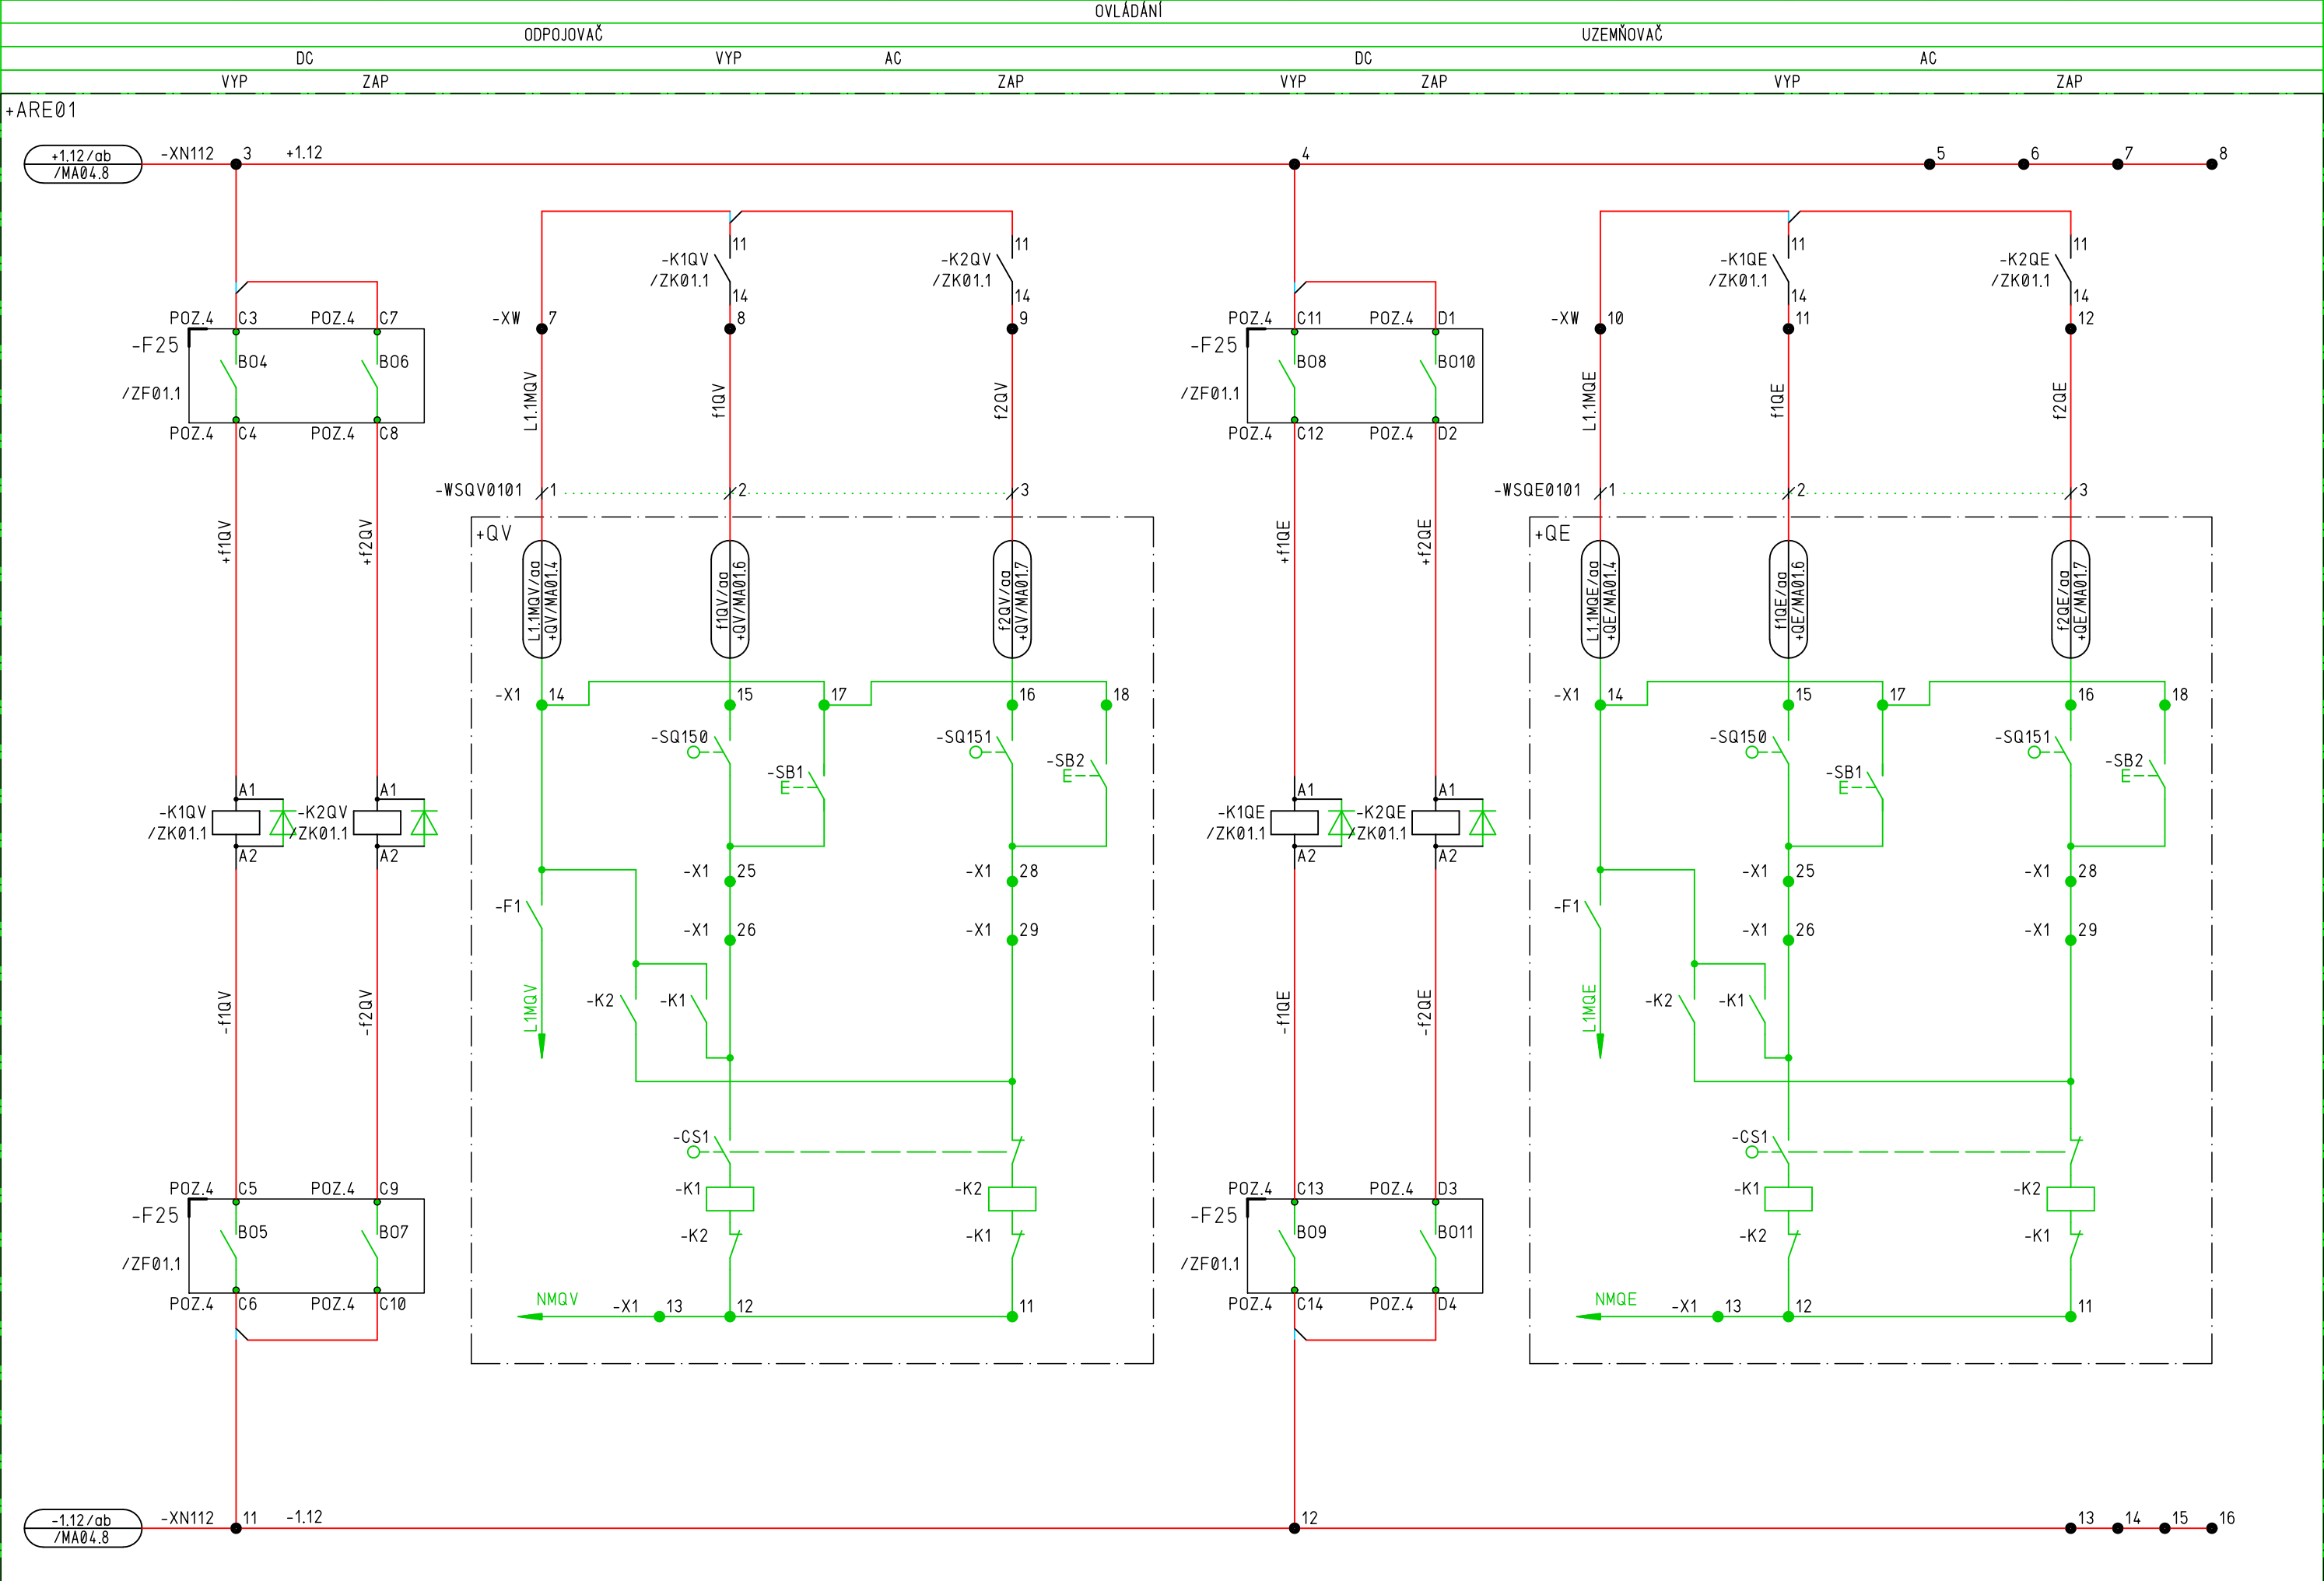 OVLÁDÁNÍ
ODPOJOVAČ UZEMŇOVAČ
DC VYP AC DC AC
VYP ZAP ZAP VYP ZAP VYP ZAP
+ARE01
+1.12/ab -XN112 3 +1.12 4 5 6 7 8
/MA04.8
11 11 11 11
-K1QV -K2QV -K1QE -K2QE
/ZK01.1 /ZK01.1 /ZK01.1 /ZK01.1
14 14 14 14
POZ.4 C3 POZ.4 C7 -XW 7 8 9 POZ.4 C11 POZ.4 D1 -XW 10 11 12
-F25 -F25
BO4 BO6 BO8 BO10
/ZF01.1 /ZF01.1
L1.1MQV f1QV f2QV L1.1MQE f1QE f2QE
POZ.4 C4 POZ.4 C8 POZ.4 C12 POZ.4 D2
-WSQV0101 1 2 3 -WSQE0101 1 2 3
+f1QV +f2QV +QV +f1QE +f2QE +QE
L1.1MQV/aa f1QV/aa f2QV/aa L1.1MQE/aa f1QE/aa f2QE/aa
+QV/MA01.4 +QV/MA01.6 +QV/MA01.7 +QE/MA01.4 +QE/MA01.6 +QE/MA01.7
-X1 14 15 17 16 18 -X1 14 15 17 16 18
-SQ150 -SQ151 -SQ150 -SQ151
-SB1 -SB2 -SB1 -SB2
E E E E
A1 A1 A1 A1
-K1QV -K2QV -K1QE -K2QE
/ZK01.1 /ZK01.1 /ZK01.1 /ZK01.1
A2 A2 A2 A2
-X1 25 -X1 28 -X1 25 -X1 28
-F1 -F1
-X1 26 -X1 29 -X1 26 -X1 29
-f1QV -f2QV L1MQV -K2 -K1 -f1QE -f2QE L1MQE -K2 -K1
-CS1 -CS1
POZ.4 C5 POZ.4 C9 -K1 -K2 POZ.4 C13 POZ.4 D3 -K1 -K2
-F25 -F25
BO5 BO7 -K2 -K1 BO9 BO11 -K2 -K1
/ZF01.1 /ZF01.1
POZ.4 C6 POZ.4 C10 NMQV -X1 13 12 11 POZ.4 C14 POZ.4 D4 NMQE -X1 13 12 11
-1.12/ab -XN112 11 -1.12 12 13 14 15 16
/MA04.8